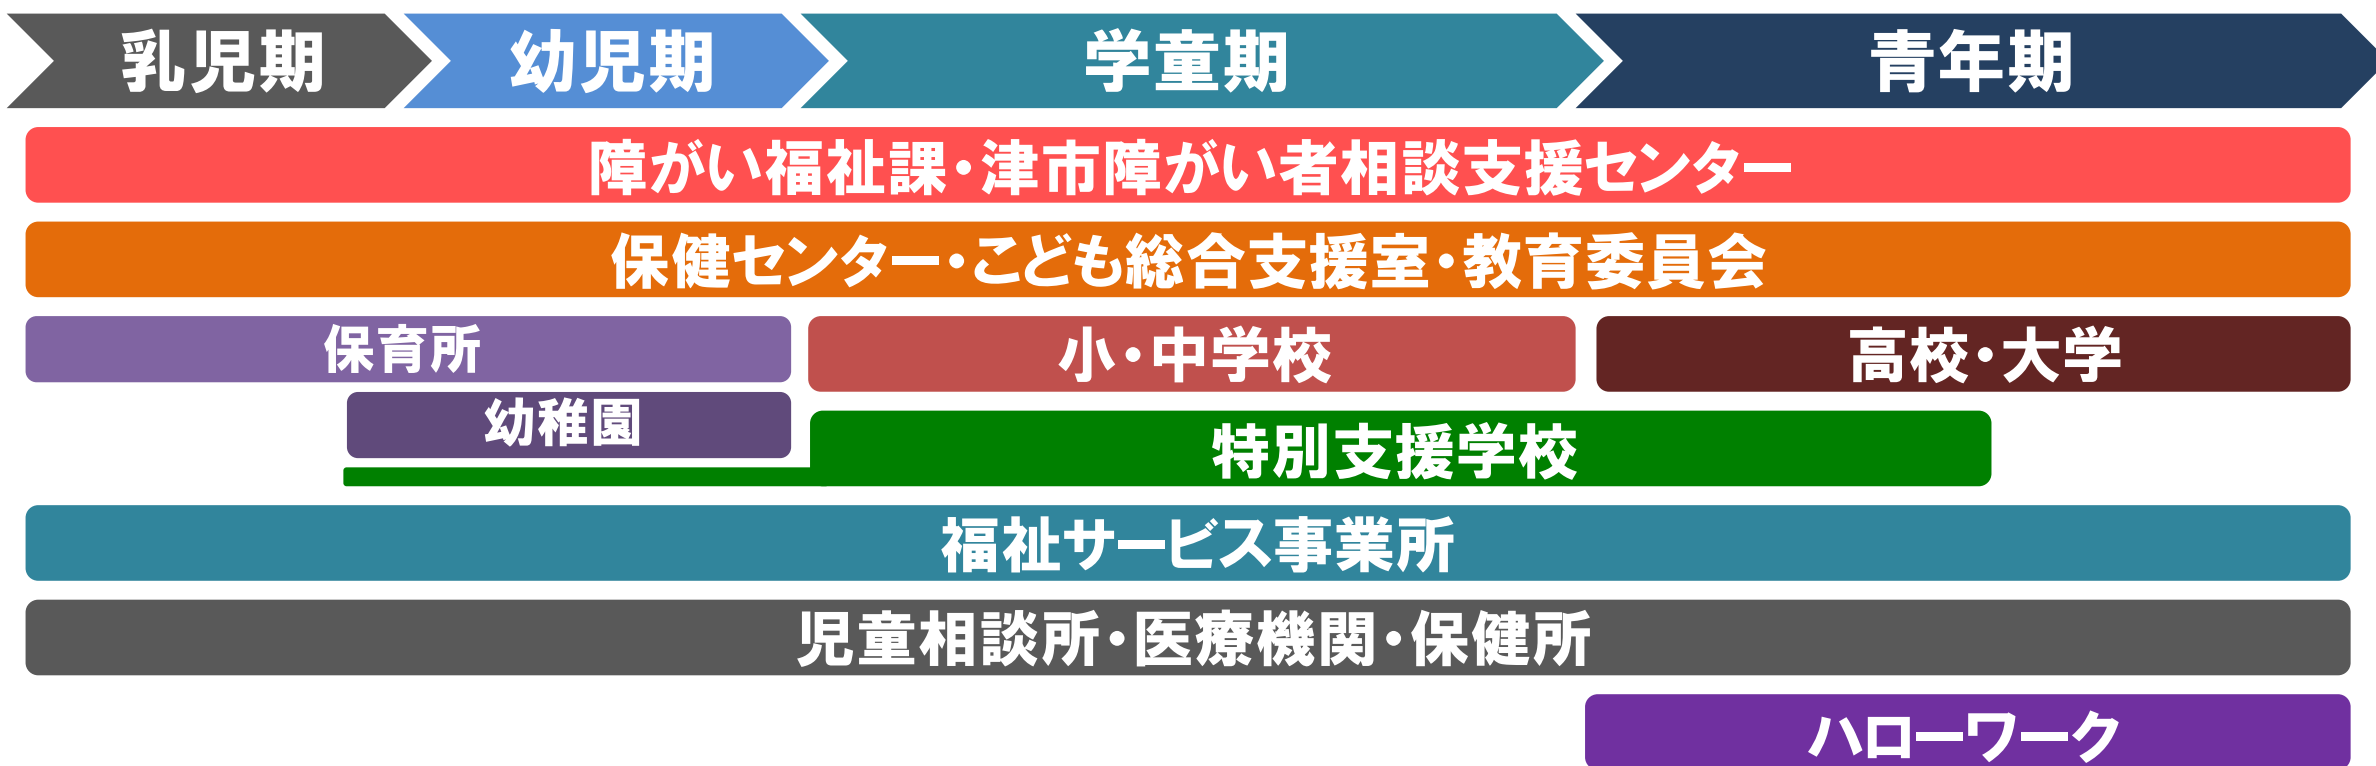 乳児期 幼児期 学童期 青年期
障がい福祉課・津市障がい者相談支援センター
保健センター・こども総合支援室・教育委員会
保育所 小・中学校 高校・大学
幼稚園
特別支援学校
福祉サービス事業所
児童相談所・医療機関・保健所
ハローワーク